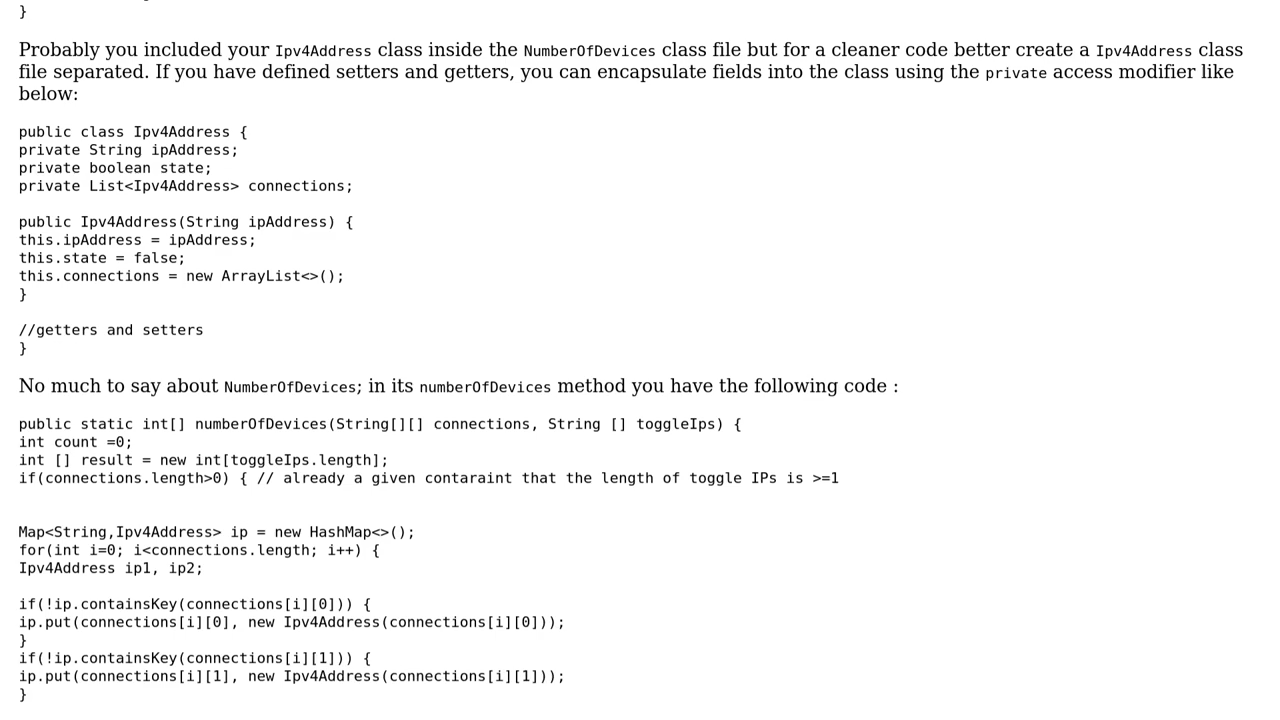 }
Probably you included your Ipv4Address class inside the NumberOfDevices class file but for a cleaner code better create a Ipv4Address class
file separated. If you have defined setters and getters, you can encapsulate fields into the class using the private access modifier like
below:
public class Ipv4Address {
private String ipAddress;
private boolean state;
private List<Ipv4Address> connections;
public Ipv4Address(String ipAddress) {
this.ipAddress = ipAddress;
this.state = false;
this.connections = new ArrayList<>();
}
//getters and setters
}
No much to say about NumberOfDevices; in its numberOfDevices method you have the following code :
public static int[] numberOfDevices(String[][] connections, String [] toggleIps) {
int count =0;
int [] result = new int[toggleIps.length];
if(connections.length>0) { // already a given contaraint that the length of toggle IPs is >=1
Map<String,Ipv4Address> ip = new HashMap<>();
for(int i=0; i<connections.length; i++) {
Ipv4Address ip1, ip2;
if(!ip.containsKey(connections[i][0])) {
ip.put(connections[i][0], new Ipv4Address(connections[i][0]));
}
if(!ip.containsKey(connections[i][1])) {
ip.put(connections[i][1], new Ipv4Address(connections[i][1]));
}